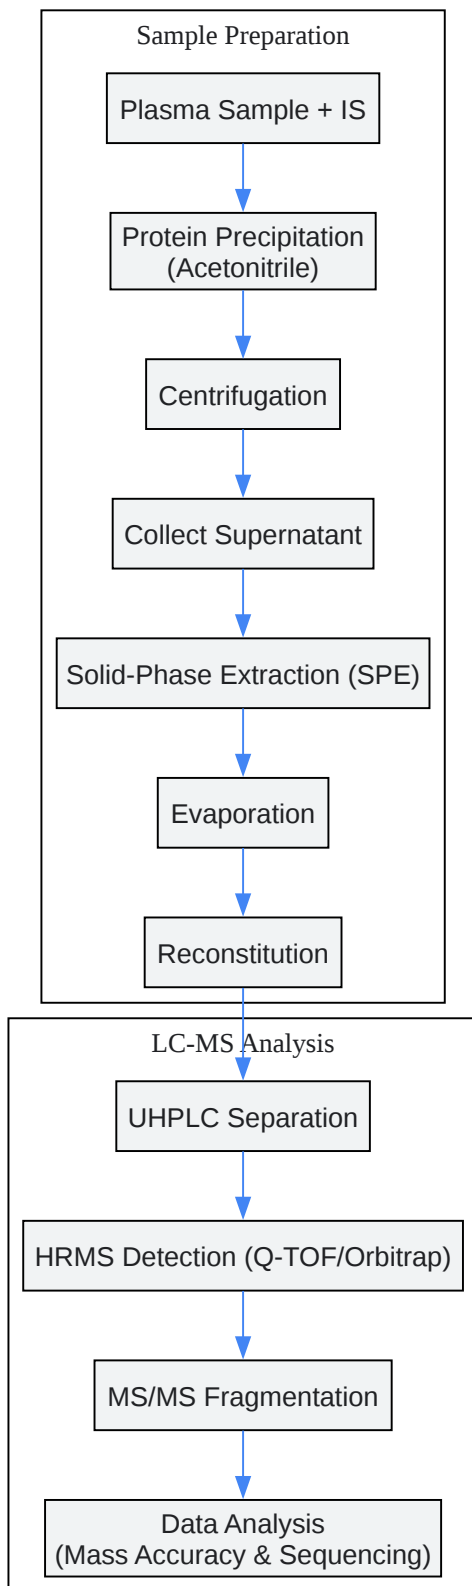 Sample Preparation
Plasma Sample + IS
Protein Precipitation
(Acetonitrile)
Centrifugation
Collect Supernatant
Solid-Phase Extraction (SPE)
Evaporation
Reconstitution
LC-MS Analysis
UHPLC Separation
HRMS Detection (Q-TOF/Orbitrap)
MS/MS Fragmentation
Data Analysis
(Mass Accuracy & Sequencing)